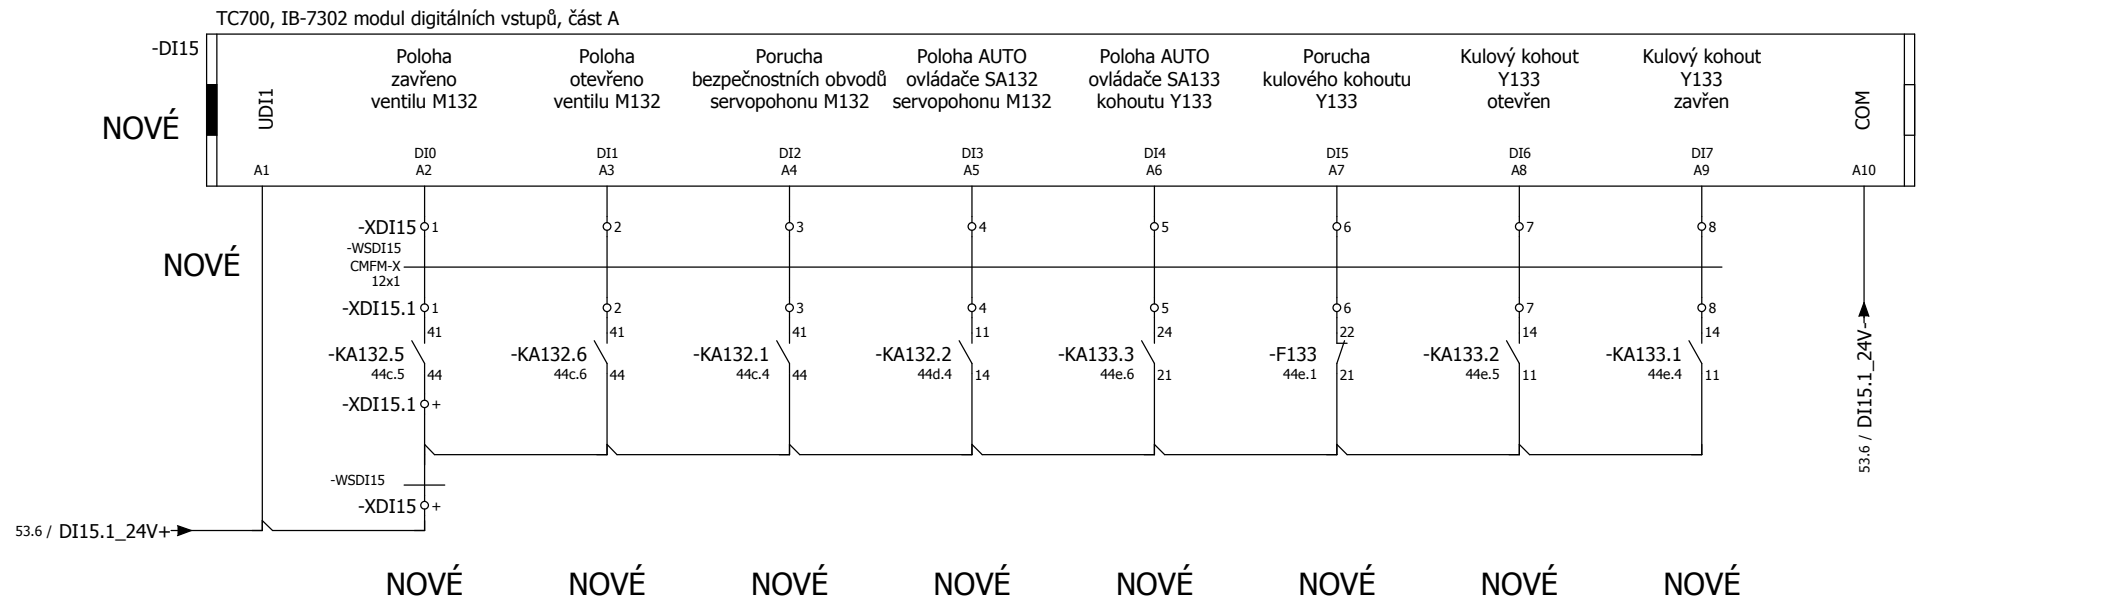 TC700, IB-7302 modul digitálních vstupů, část A
-DI15
NOVÉ
UDI1
Poloha
zavřeno
ventilu M132
Poloha
otevřeno
ventilu M132
Porucha
bezpečnostních obvodů
servopohonu M132
Poloha AUTO
ovládače SA132
servopohonu M132
Poloha AUTO
ovládače SA133
kohoutu Y133
Porucha
kulového kohoutu
Y133
Kulový kohout
Y133
otevřen
Kulový kohout
Y133
zavřen
COM
DI0 DI1 DI2 DI3 DI4 DI5 DI6 DI7
A1 A2 A3 A4 A5 A6 A7 A8 A9 A10
NOVÉ
-XDI15 1 2 3 4 5 6 7 8
-WSDI15
CMFM-X
12x1
-XDI15.1 1 2 3 4 5 6 7 8
41 41 41 11 24 22 14 14
-KA132.5 -KA132.6 -KA132.1 -KA132.2 -KA133.3 -F133 -KA133.2 -KA133.1
44c.5 44 44c.6 44 44c.4 44 44d.4 14 44e.6 21 44e.1 21 44e.5 11 44e.4 11
-XDI15.1 +
-WSDI15
-XDI15 +
53.6 / DI15.1_24V+
53.6 / DI15.1_24V-
NOVÉ NOVÉ NOVÉ NOVÉ NOVÉ NOVÉ NOVÉ NOVÉ